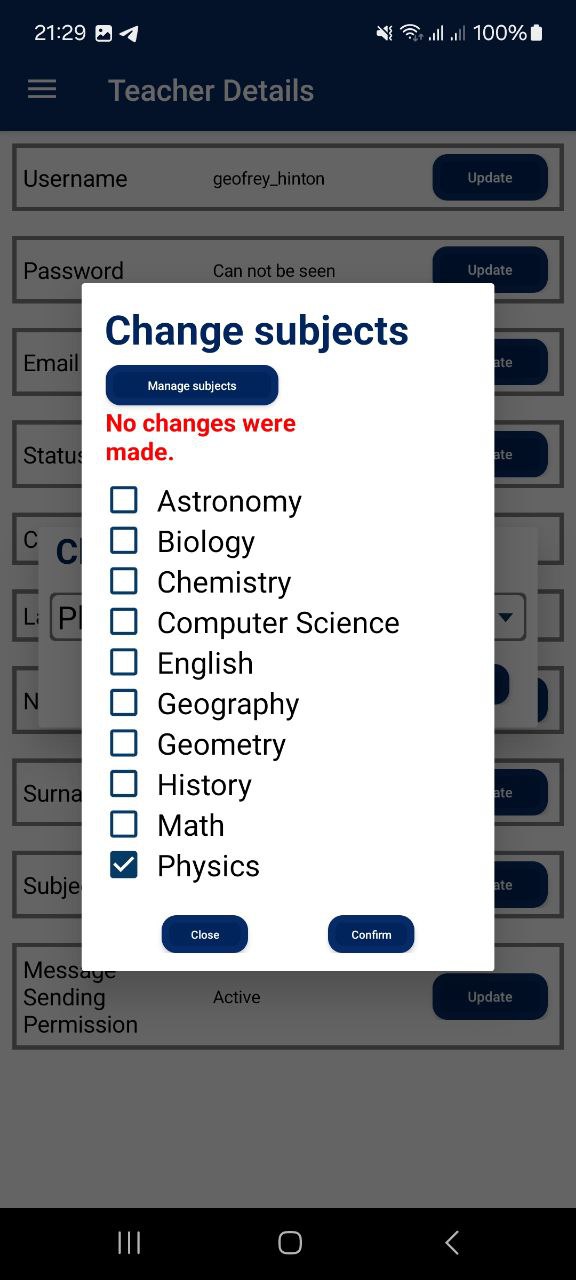 21:29
100%
Teacher Details
Username
geofrey_hinton
Update
Password
Can not be seen
Update
Change subjects
Email
ate
Manage subjects
No changes were
made.
Status
ate
Astronomy
C
Biology
Cl
Chemistry
La
Pl
Computer Science
English
N
Geography
Geometry
History
Surna
ate
Math
Physics
Subje
ate
Close
Confirm
Message
Sending
Permission
Active
Update